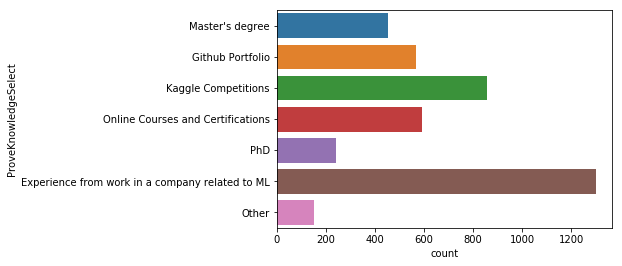 ProveKnowledgeSelect
Master's degree
Github Portfolio
Kaggle Competitions
Online Courses and Certifications
PhD
Experience from work in a company related to ML
Other
0 200 400 600 800 1000 1200
count